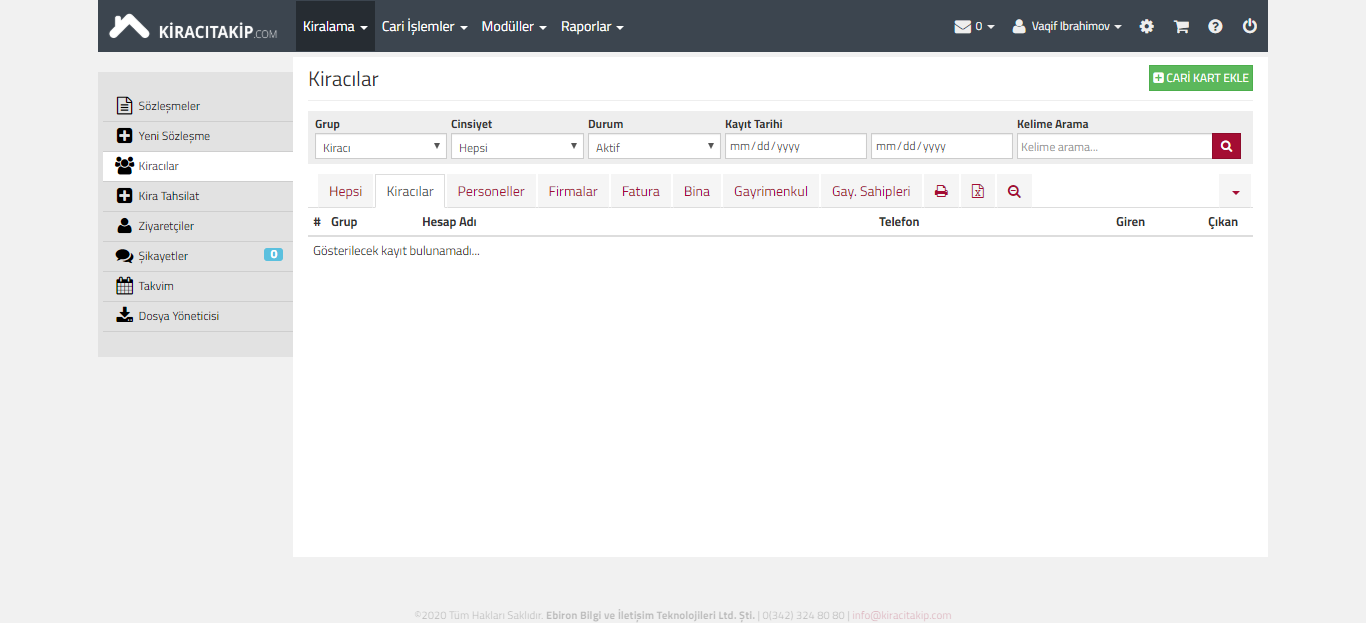 KİRACITAKİP.COM Kiralama Cari İşlemler Modüller Raporlar 0 Vaqif Ibrahimov
Sözleşmeler
Yeni Sözleşme
Kiracılar
Kira Tahsilat
Ziyaretçiler
Şikayetler 0
Takvim
Dosya Yöneticisi
Kiracılar CARİ KART EKLE
Grup Cinsiyet Durum Kayıt Tarihi Kelime Arama
Kiracı Hepsi Aktif mm/dd/yyyy mm/dd/yyyy Kelime arama...
Hepsi Kiracılar Personeller Firmalar Fatura Bina Gayrimenkul Gay. Sahipleri
# Grup Hesap Adı Telefon Giren Çıkan
Gösterilecek kayıt bulunamadı...
©2020 Tüm Hakları Saklıdır. Ebiron Bilgi ve İletişim Teknolojileri Ltd. Şti. | 0(342) 324 80 80 | info@kiracitakip.com